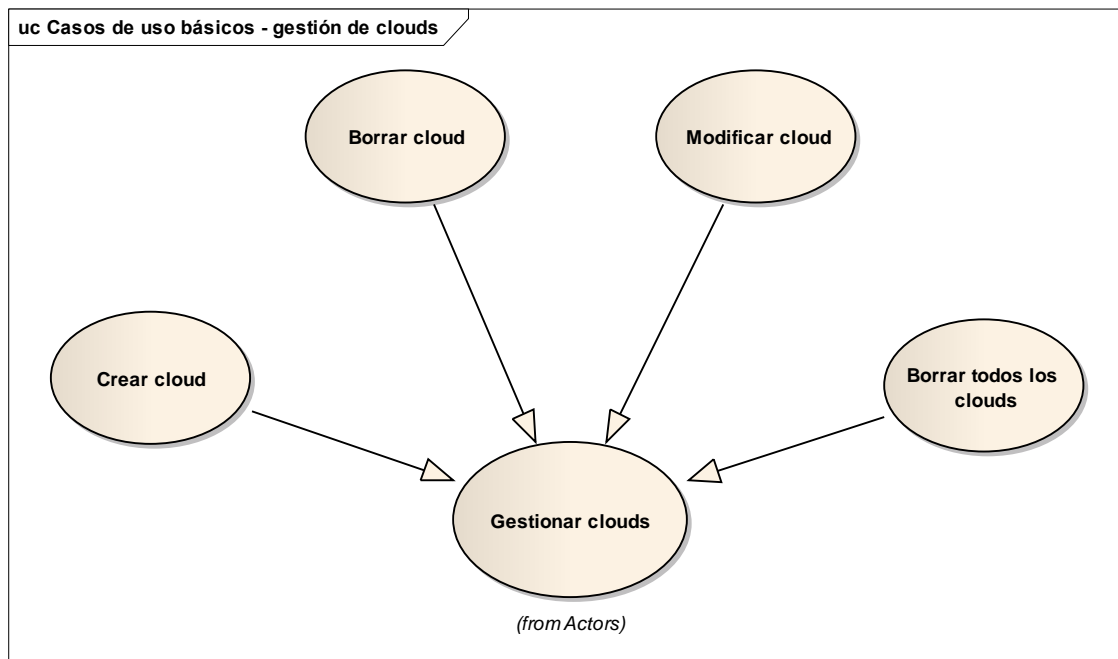 uc Casos de uso básicos - gestión de clouds
Borrar cloud
Modificar cloud
Crear cloud
Borrar todos los
clouds
Gestionar clouds
(from Actors)